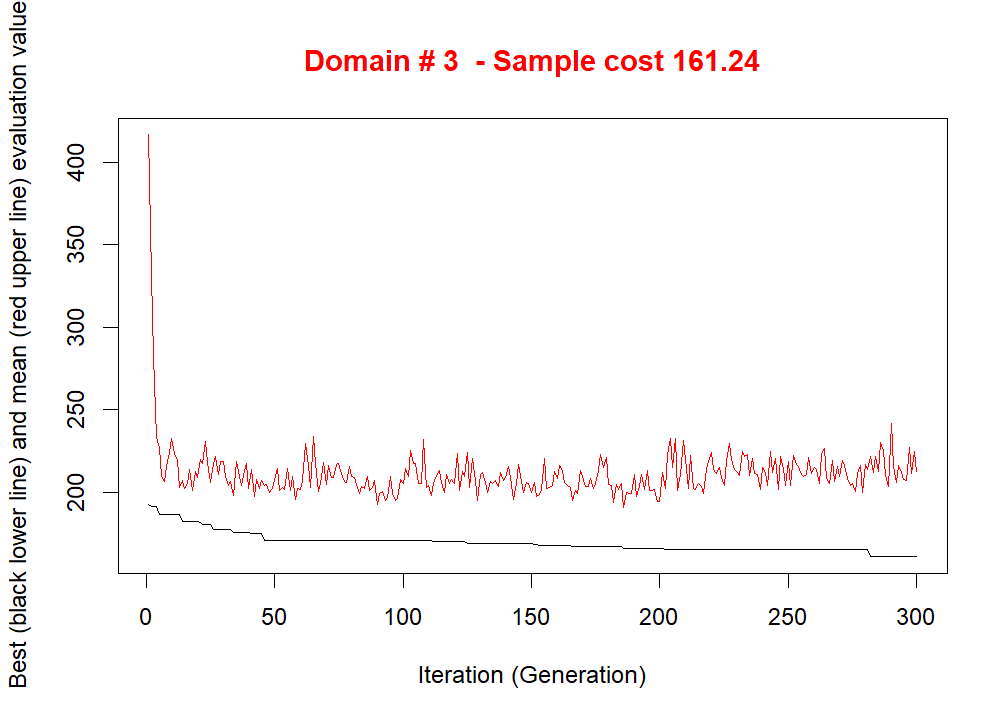 Domain # 3  - Sample cost 161.24
Best (black lower line) and mean (red upper line) evaluation value
400
350
300
250
200
0 50 100 150 200 250 300
Iteration (Generation)